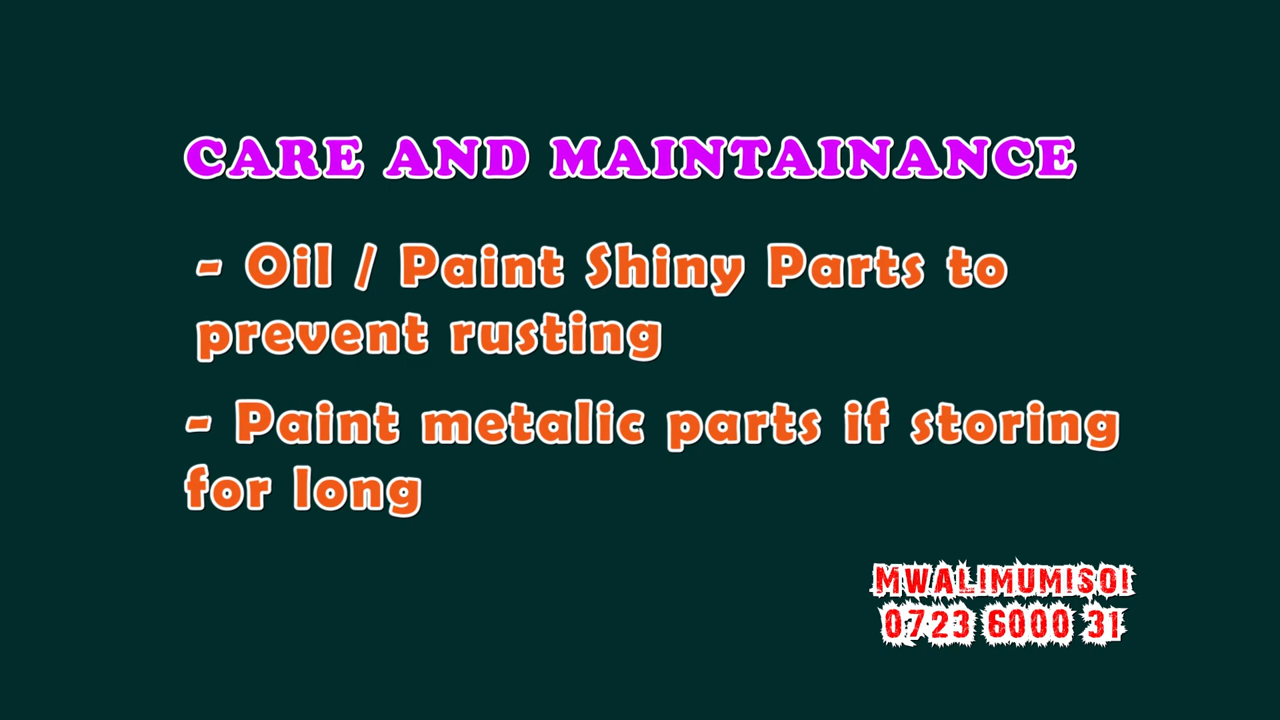 CARE AND MAINTAINANCE
- Oil / Paint Shiny Parts to
prevent rusting
- Paint metalic parts if storing
for long
MWALIMUMISOI
0723 6000 31